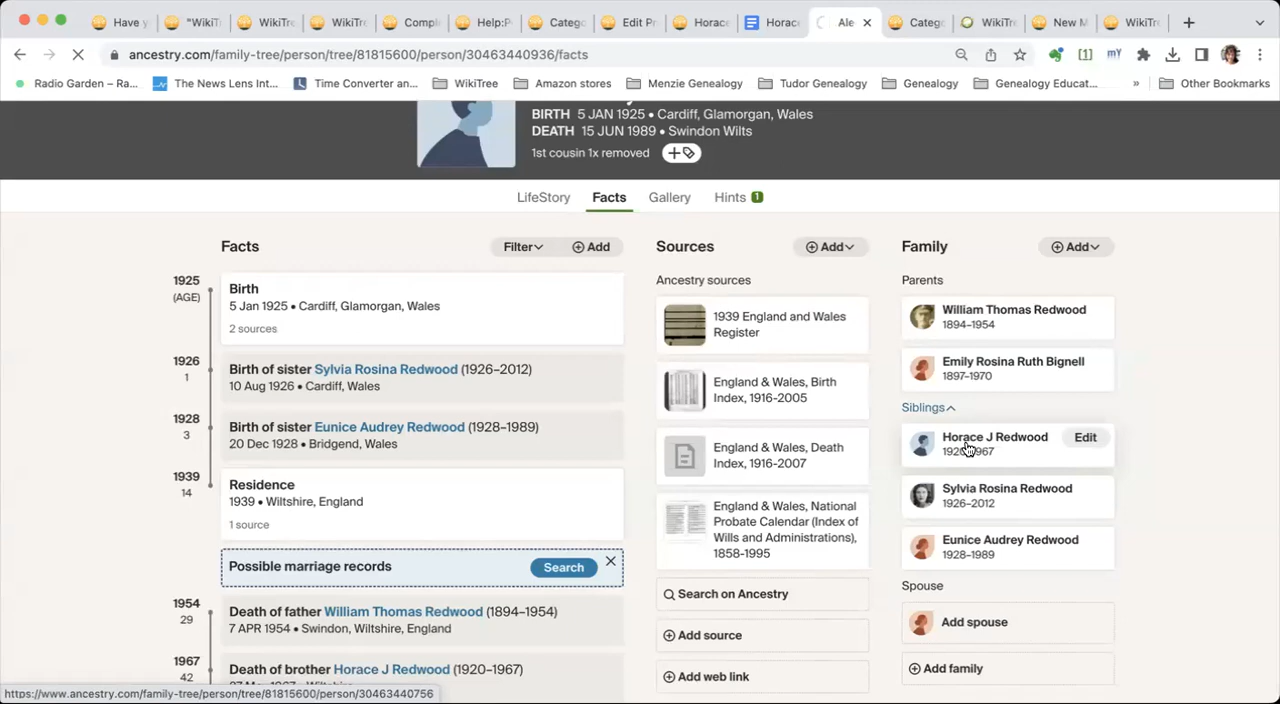 Have y
"WikiT
WikiTr
WikiTr
Compl
Help:P
Catego
Edit Pr
Horace
Horac
Ale
Catego
WikiTr
New M
WikiTr
ancestry.com/family-tree/person/tree/81815600/person/30463440936/facts
Radio Garden – Ra...
The News Lens Int...
Time Converter an...
WikiTree
Amazon stores
Menzie Genealogy
Tudor Genealogy
Genealogy
Genealogy Educat...
»
Other Bookmarks
BIRTH 5 JAN 1925 • Cardiff, Glamorgan, Wales
DEATH 15 JUN 1989 • Swindon Wilts
1st cousin 1x removed
LifeStory
Facts
Gallery
Hints 1
Facts
Filter
Add
1925
(AGE)
Birth
5 Jan 1925 • Cardiff, Glamorgan, Wales
2 sources
1926
1
Birth of sister Sylvia Rosina Redwood (1926–2012)
10 Aug 1926 • Cardiff, Wales
1928
3
Birth of sister Eunice Audrey Redwood (1928–1989)
20 Dec 1928 • Bridgend, Wales
1939
14
Residence
1939 • Wiltshire, England
1 source
Possible marriage records
Search
1954
29
Death of father William Thomas Redwood (1894–1954)
7 APR 1954 • Swindon, Wiltshire, England
1967
42
Death of brother Horace J Redwood (1920–1967)
Sources
Add
Ancestry sources
1939 England and Wales
Register
England & Wales, Birth
Index, 1916-2005
England & Wales, Death
Index, 1916-2007
England & Wales, National
Probate Calendar (Index of
Wills and Administrations),
1858-1995
Search on Ancestry
Add source
Add web link
Family
Add
Parents
William Thomas Redwood
1894–1954
Emily Rosina Ruth Bignell
1897–1970
Siblings
Horace J Redwood
Edit
Sylvia Rosina Redwood
1926–2012
Eunice Audrey Redwood
1928–1989
Spouse
Add spouse
Add family
https://www.ancestry.com/family-tree/person/tree/81815600/person/30463440756